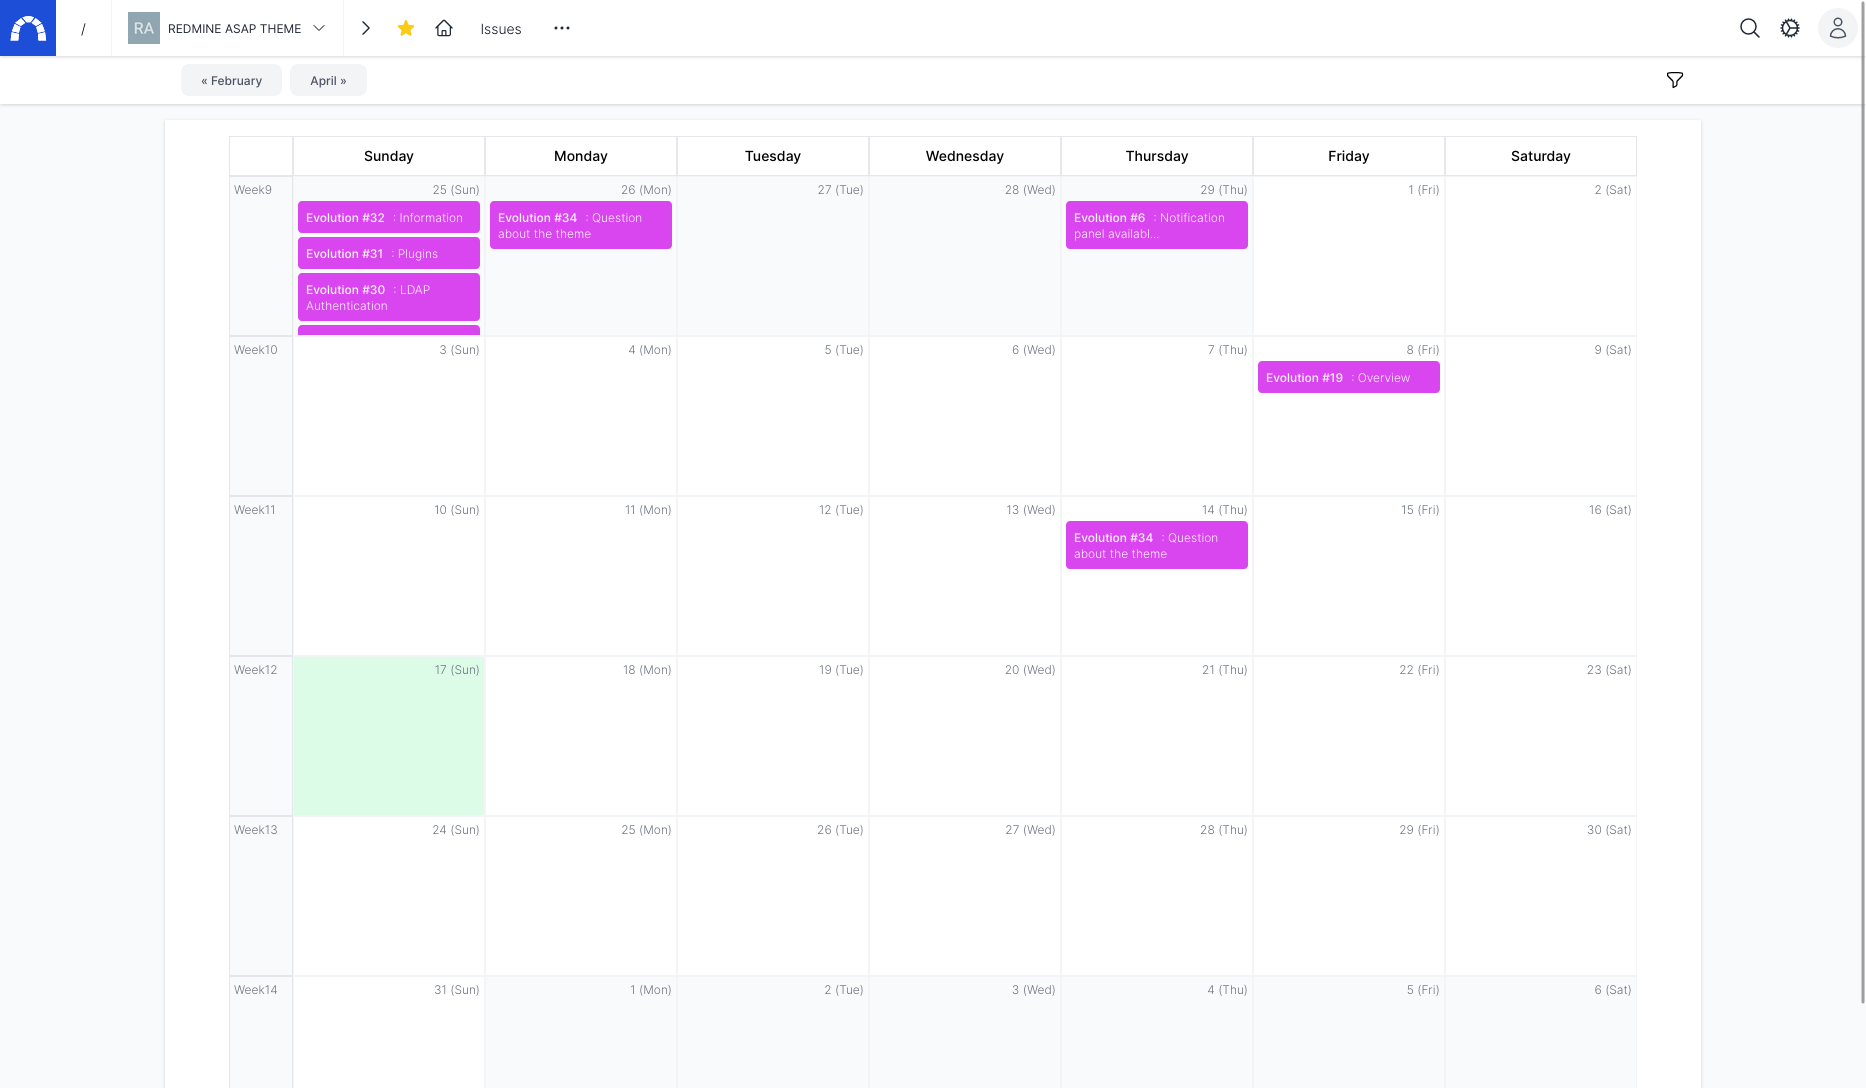 / RA REDMINE ASAP THEME Issues ...
« February April »
Sunday Monday Tuesday Wednesday Thursday Friday Saturday
Week9 25 (Sun) 26 (Mon) 27 (Tue) 28 (Wed) 29 (Thu) 1 (Fri) 2 (Sat)
Evolution #32 : Information
Evolution #31 : Plugins
Evolution #30 : LDAP
Authentication
Evolution #34 : Question
about the theme
Evolution #6 : Notification
panel availabl...
Week10 3 (Sun) 4 (Mon) 5 (Tue) 6 (Wed) 7 (Thu) 8 (Fri) 9 (Sat)
Evolution #19 : Overview
Week11 10 (Sun) 11 (Mon) 12 (Tue) 13 (Wed) 14 (Thu) 15 (Fri) 16 (Sat)
Evolution #34 : Question
about the theme
Week12 17 (Sun) 18 (Mon) 19 (Tue) 20 (Wed) 21 (Thu) 22 (Fri) 23 (Sat)
Week13 24 (Sun) 25 (Mon) 26 (Tue) 27 (Wed) 28 (Thu) 29 (Fri) 30 (Sat)
Week14 31 (Sun) 1 (Mon) 2 (Tue) 3 (Wed) 4 (Thu) 5 (Fri) 6 (Sat)